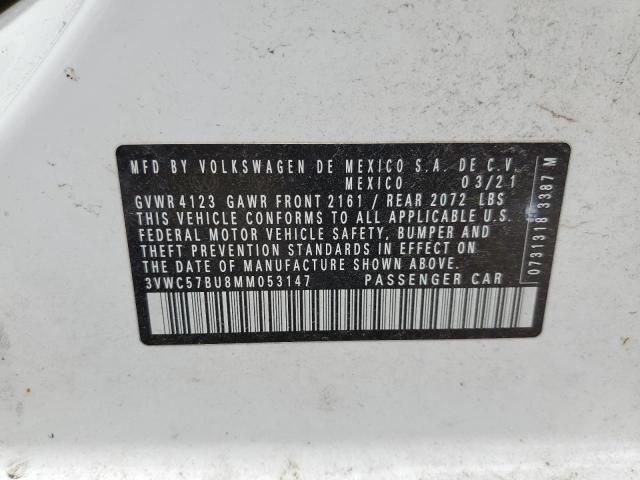 MFD BY VOLKSWAGEN DE MEXICO S.A. DE C.V.
MEXICO 03/21
GVWR 4123 GAWR FRONT 2161 / REAR 2072 LBS
THIS VEHICLE CONFORMS TO ALL APPLICABLE U.S.
FEDERAL MOTOR VEHICLE SAFETY, BUMPER AND
THEFT PREVENTION STANDARDS IN EFFECT ON
THE DATE OF MANUFACTURE SHOWN ABOVE.
3VWC57BU8MM053147 PASSENGER CAR
0731318 3387 M